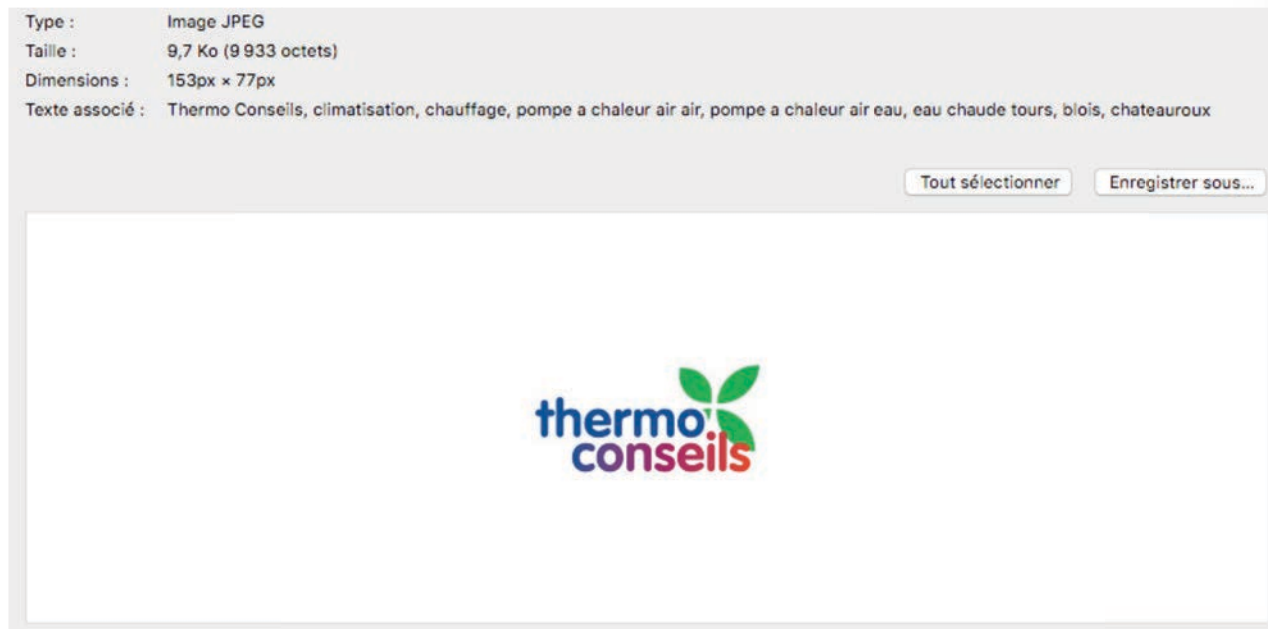 Type : Image JPEG
Taille : 9,7 Ko (9 933 octets)
Dimensions : 153px × 77px
Texte associé : Thermo Conseils, climatisation, chauffage, pompe a chaleur air air, pompe a chaleur air eau, eau chaude tours, blois, chateauroux
Tout sélectionner Enregistrer sous...
thermo
conseils